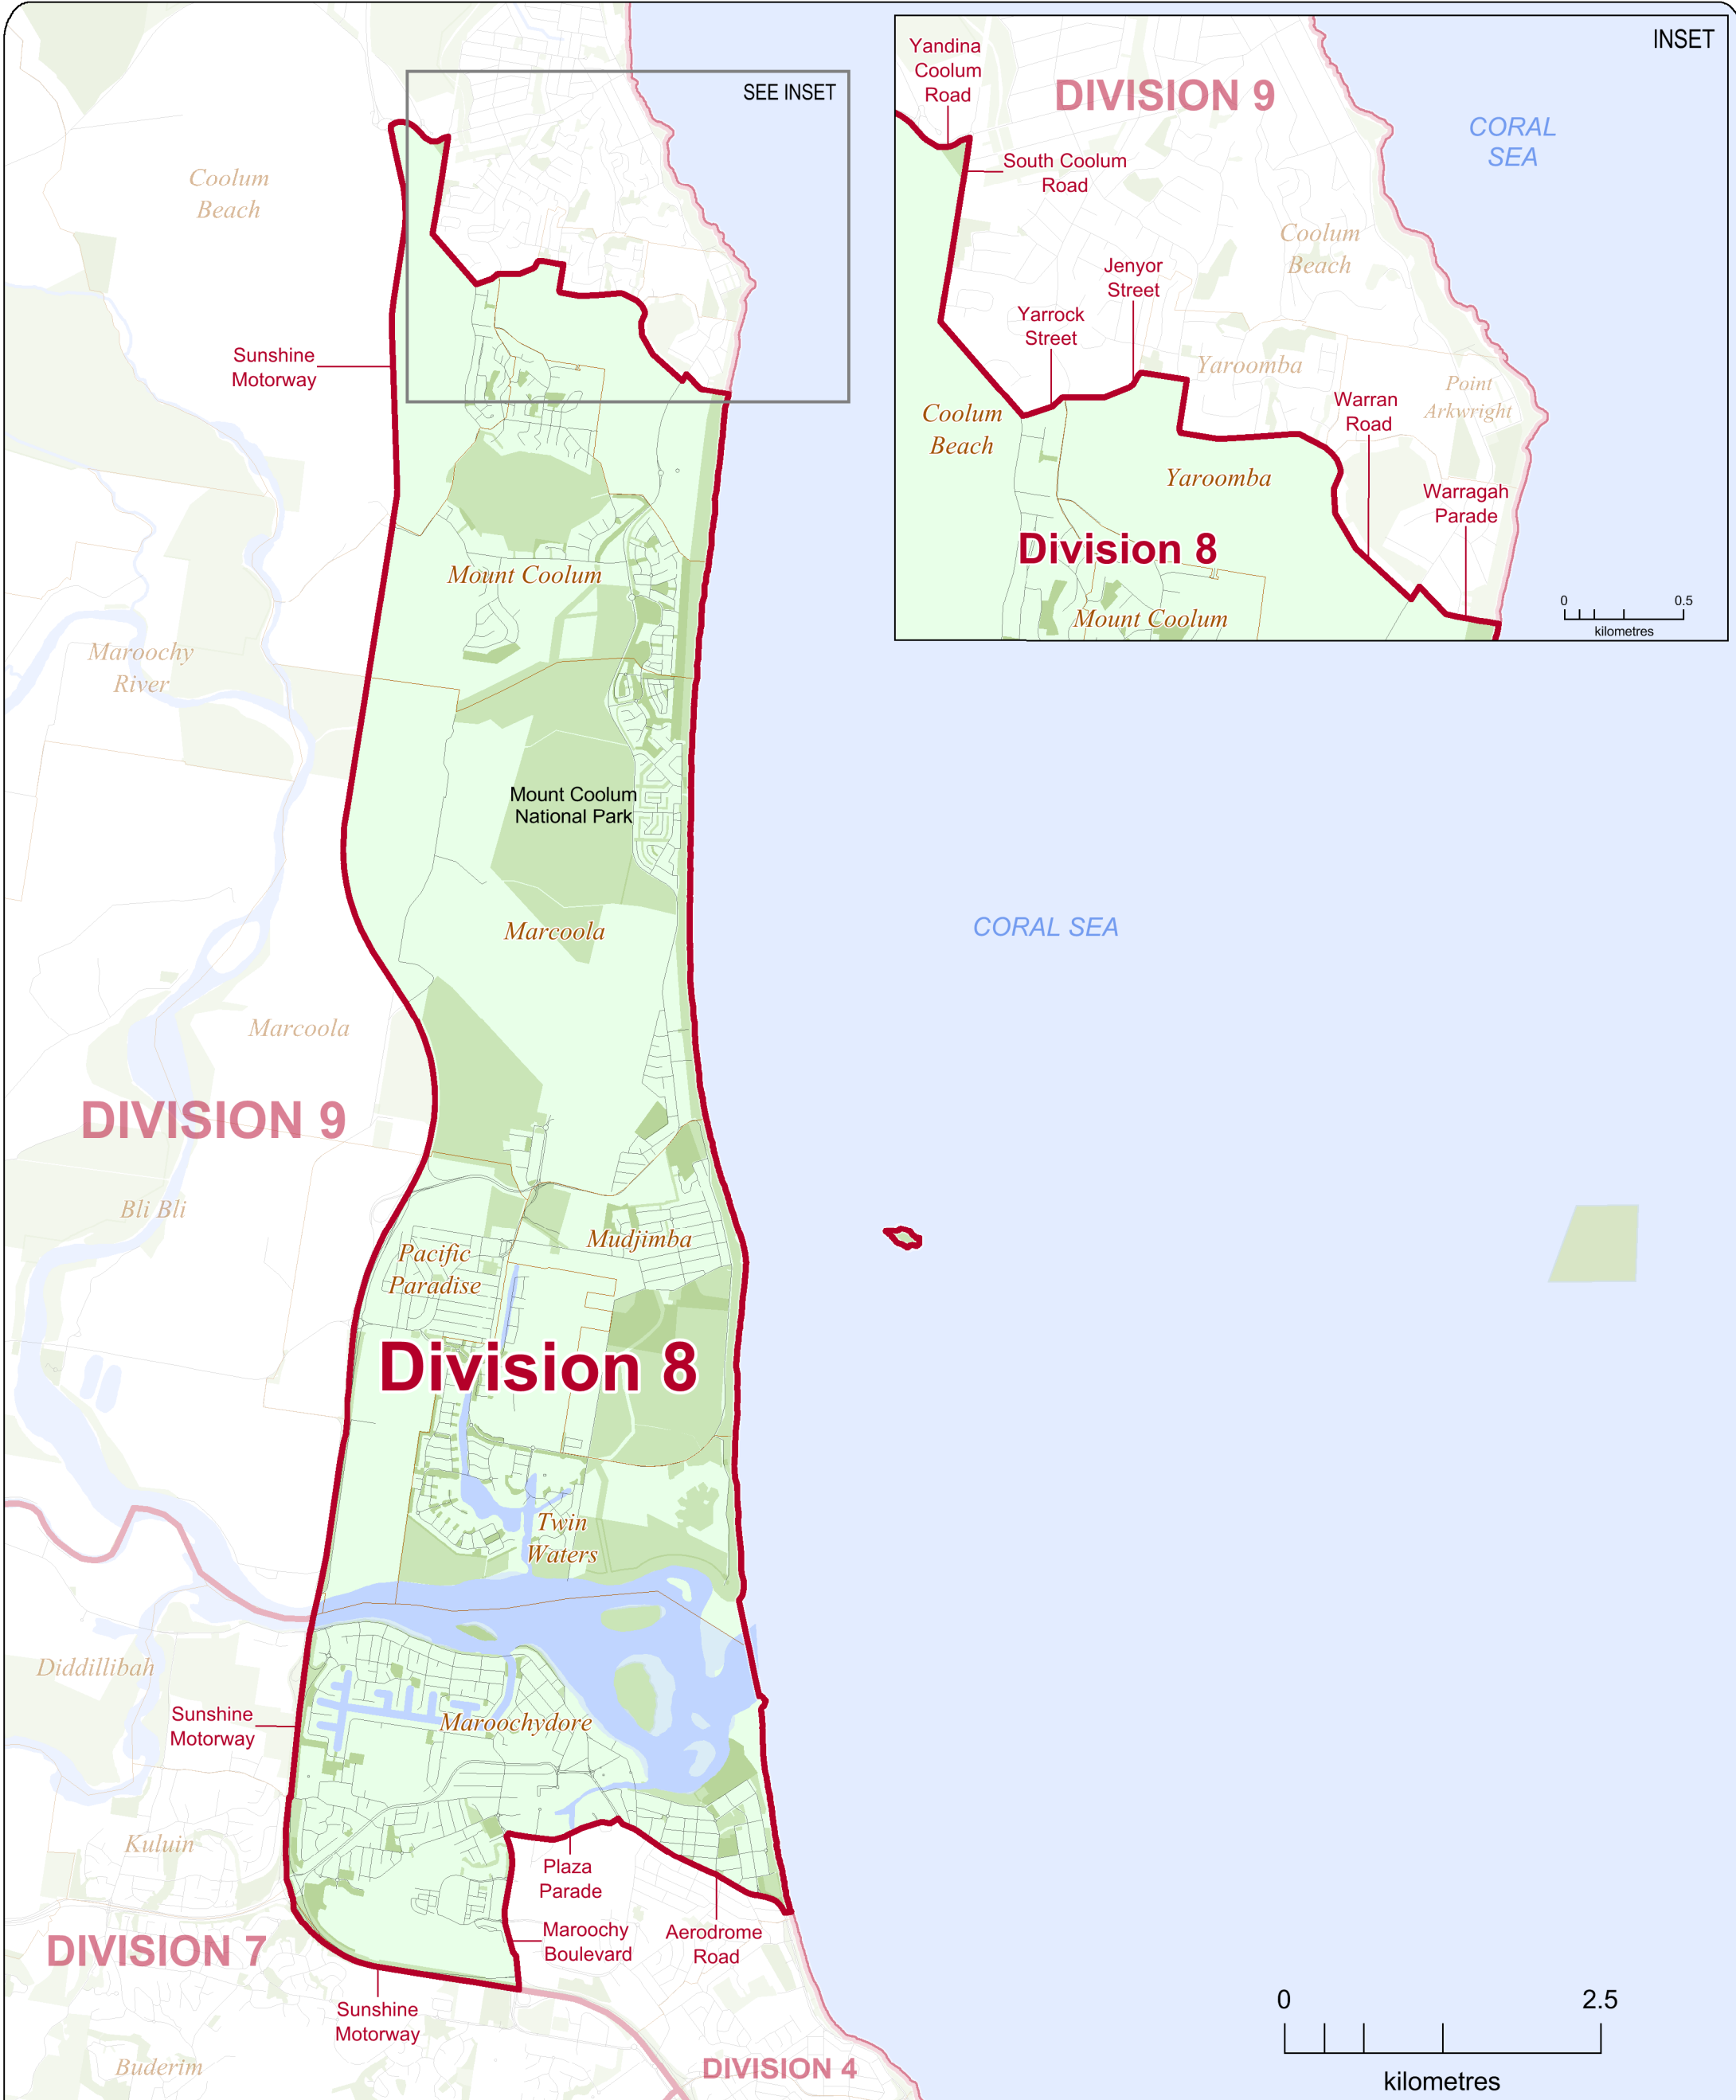 INSET
Yandina
Coolum
Road
DIVISION 9
CORAL
SEA
South Coolum
Road
Coolum
Beach
Jenyor
Street
Yarrock
Street
Yaroomba
Point
Arkwright
Coolum
Beach
Warran
Road
Yaroomba
Warragah
Parade
Division 8
Mount Coolum
0 0.5
kilometres
SEE INSET
Coolum
Beach
Sunshine
Motorway
Mount Coolum
Maroochy
River
Mount Coolum
National Park
Marcoola
CORAL SEA
Marcoola
DIVISION 9
Bli Bli
Mudjimba
Pacific
Paradise
Division 8
Twin
Waters
Diddillibah
Sunshine
Motorway
Maroochydore
Kuluin
Plaza
Parade
Maroochy
Boulevard
Aerodrome
Road
DIVISION 7
Sunshine
Motorway
Buderim
DIVISION 4
0 2.5
kilometres